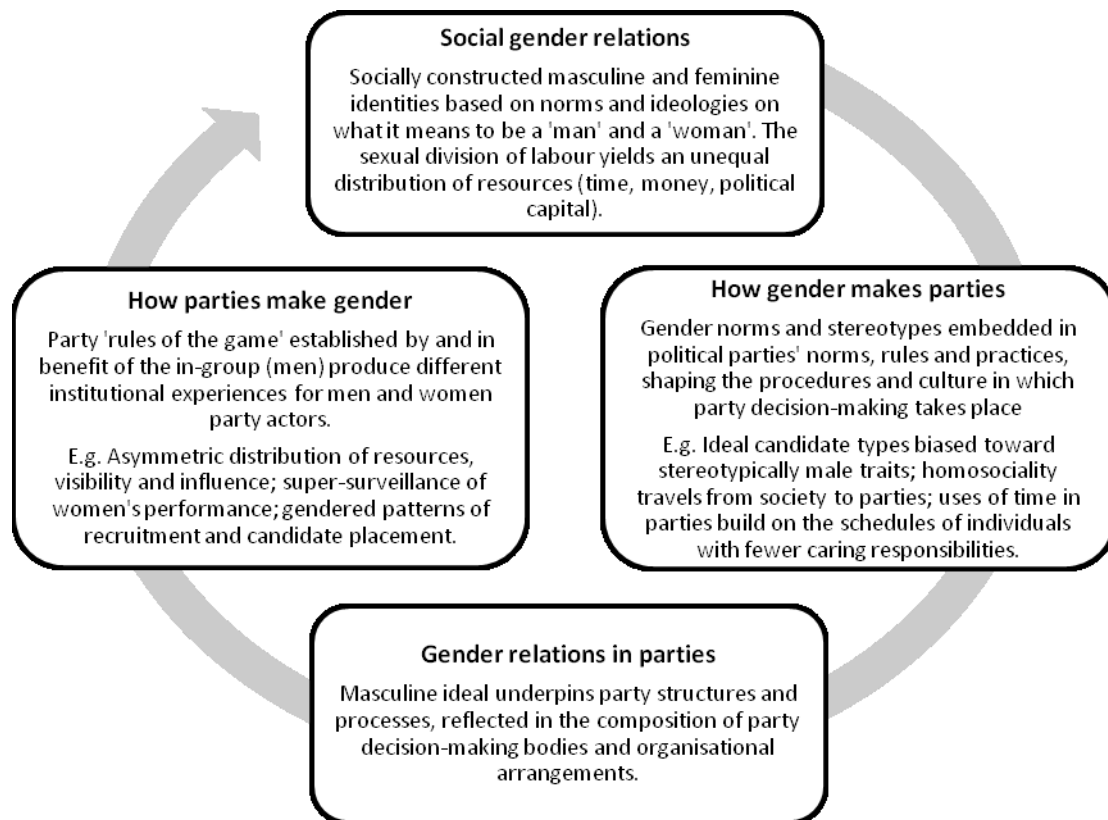 Social gender relations
Socially constructed masculine and feminine
identities based on norms and ideologies on
what it means to be a 'man' and a 'woman'. The
sexual division of labour yields an unequal
distribution of resources (time, money, political
capital).
How parties make gender
Party 'rules of the game' established by and in
benefit of the in-group (men) produce different
institutional experiences for men and women
party actors.
E.g. Asymmetric distribution of resources,
visibility and influence; super-surveillance of
women's performance; gendered patterns of
recruitment and candidate placement.
How gender makes parties
Gender norms and stereotypes embedded in
political parties' norms, rules and practices,
shaping the procedures and culture in which
party decision-making takes place
E.g. Ideal candidate types biased toward
stereotypically male traits; homosociality
travels from society to parties; uses of time in
parties build on the schedules of individuals
with fewer caring responsibilities.
Gender relations in parties
Masculine ideal underpins party structures and
processes, reflected in the composition of party
decision-making bodies and organisational
arrangements.